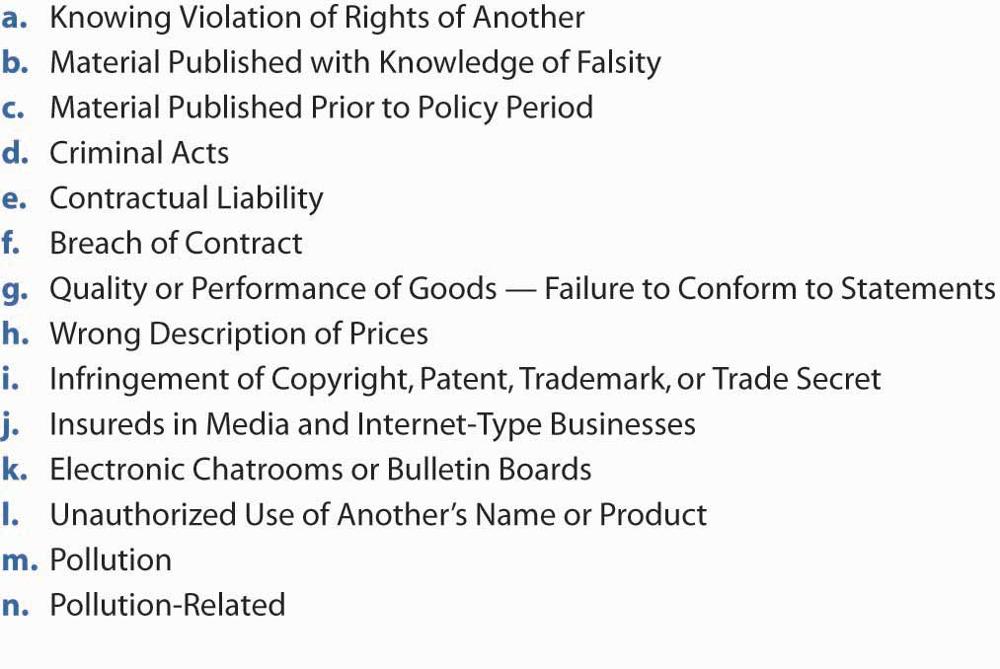 a. Knowing Violation of Rights of Another
b. Material Published with Knowledge of Falsity
c. Material Published Prior to Policy Period
d. Criminal Acts
e. Contractual Liability
f. Breach of Contract
g. Quality or Performance of Goods — Failure to Conform to Statements
h. Wrong Description of Prices
i. Infringement of Copyright, Patent, Trademark, or Trade Secret
j. Insureds in Media and Internet-Type Businesses
k. Electronic Chatrooms or Bulletin Boards
l. Unauthorized Use of Another’s Name or Product
m. Pollution
n. Pollution-Related